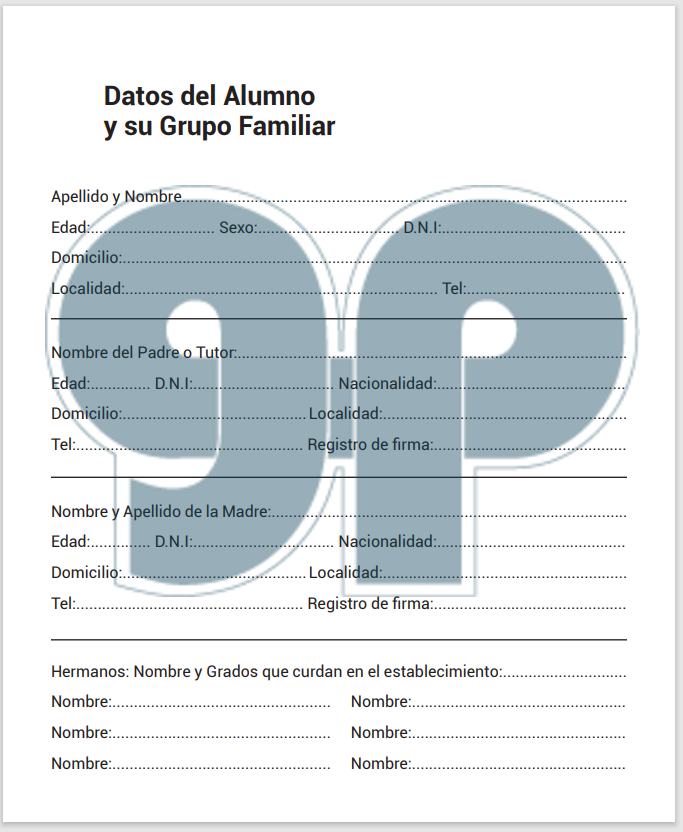 Datos del Alumno
y su Grupo Familiar
Apellido y Nombre..........................................................................................................
Edad:.............................. Sexo:.................................. D.N.I:............................................
Domicilio:........................................................................................................................
Localidad:........................................................................... Tel:......................................
Nombre del Padre o Tutor:.............................................................................................
Edad:.............. D.N.I:.................................. Nacionalidad:.............................................
Domicilio:............................................ Localidad:..........................................................
Tel:...................................................... Registro de firma:..............................................
Nombre y Apellido de la Madre:.....................................................................................
Edad:.............. D.N.I:.................................. Nacionalidad:.............................................
Domicilio:............................................ Localidad:..........................................................
Tel:...................................................... Registro de firma:..............................................
Hermanos: Nombre y Grados que curdan en el establecimiento:.............................
Nombre:.................................................... Nombre:...................................................
Nombre:.................................................... Nombre:...................................................
Nombre:.................................................... Nombre:...................................................
gp